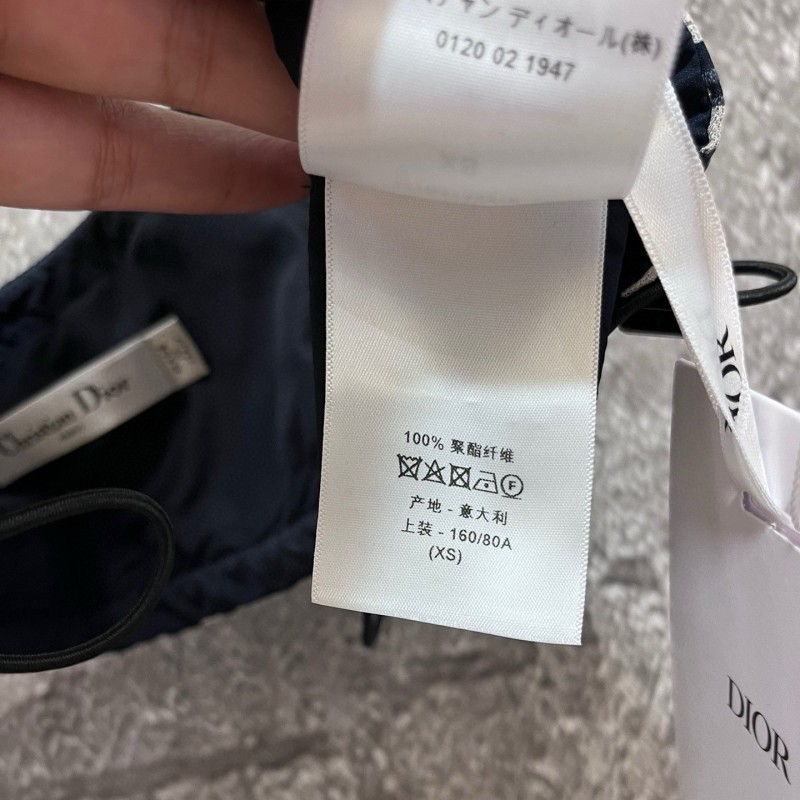 ャン ディオール(株)
0120 02 1947
100% 聚酯纤维
产地 - 意大利
上装 - 160/80A
(XS)
Christian Dior
DIOR
DIOR